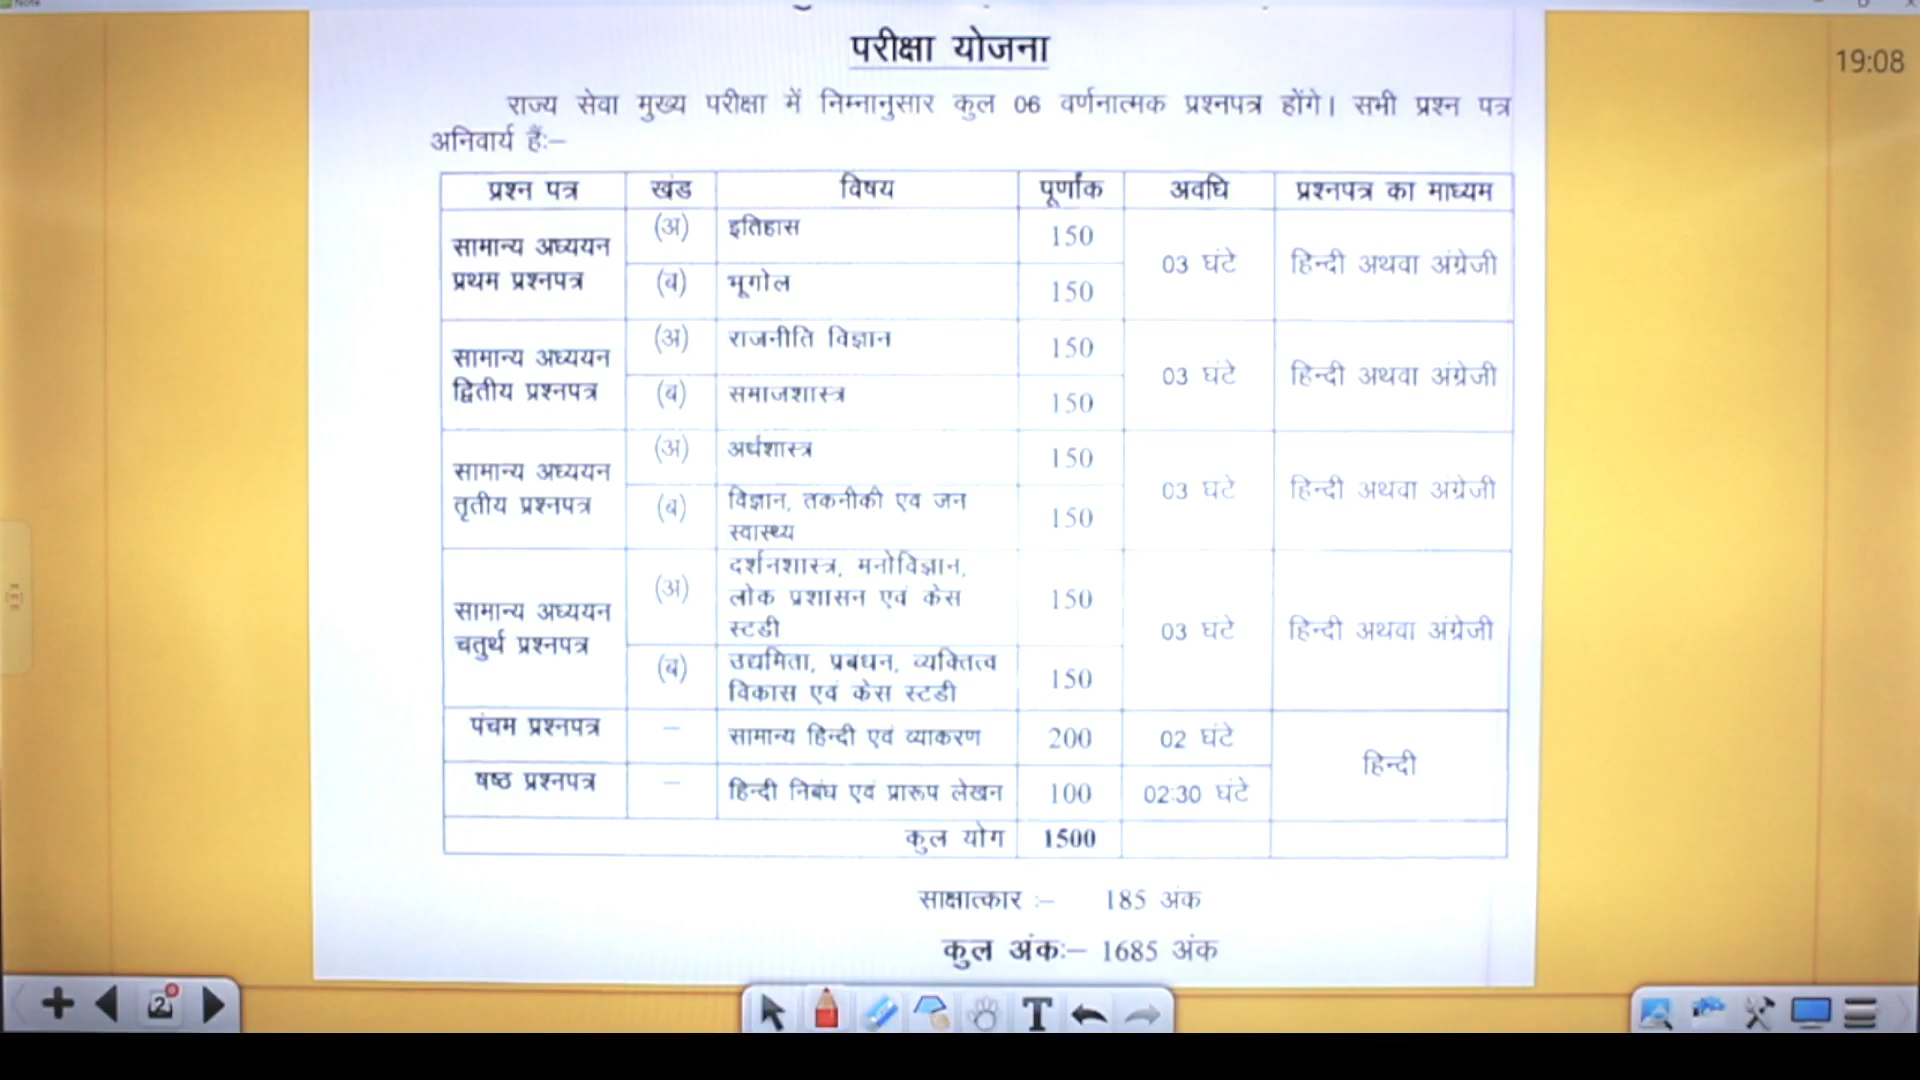 Note
19:08
परीक्षा योजना
राज्य सेवा मुख्य परीक्षा में निम्नानुसार कुल 06 वर्णनात्मक प्रश्नपत्र होंगे। सभी प्रश्न पत्र
अनिवार्य हैं:–
प्रश्न पत्र खंड विषय पूर्णांक अवधि प्रश्नपत्र का माध्यम
सामान्य अध्ययन
प्रथम प्रश्नपत्र
(अ) इतिहास 150
(ब) भूगोल 150
03 घंटे हिन्दी अथवा अंग्रेजी
सामान्य अध्ययन
द्वितीय प्रश्नपत्र
(अ) राजनीति विज्ञान 150
(ब) समाजशास्त्र 150
03 घंटे हिन्दी अथवा अंग्रेजी
सामान्य अध्ययन
तृतीय प्रश्नपत्र
(अ) अर्थशास्त्र 150
(ब) विज्ञान, तकनीकी एवं जन
स्वास्थ्य
150
03 घंटे हिन्दी अथवा अंग्रेजी
सामान्य अध्ययन
चतुर्थ प्रश्नपत्र
(अ) दर्शनशास्त्र, मनोविज्ञान,
लोक प्रशासन एवं केस
स्टडी
150
(ब) उद्यमिता, प्रबंधन, व्यक्तित्व
विकास एवं केस स्टडी
150
03 घंटे हिन्दी अथवा अंग्रेजी
पंचम प्रश्नपत्र – सामान्य हिन्दी एवं व्याकरण 200 02 घंटे
हिन्दी
षष्ठ प्रश्नपत्र – हिन्दी निबंध एवं प्रारूप लेखन 100 02:30 घंटे
कुल योग 1500
साक्षात्कार :– 185 अंक
कुल अंक:– 1685 अंक
2
T